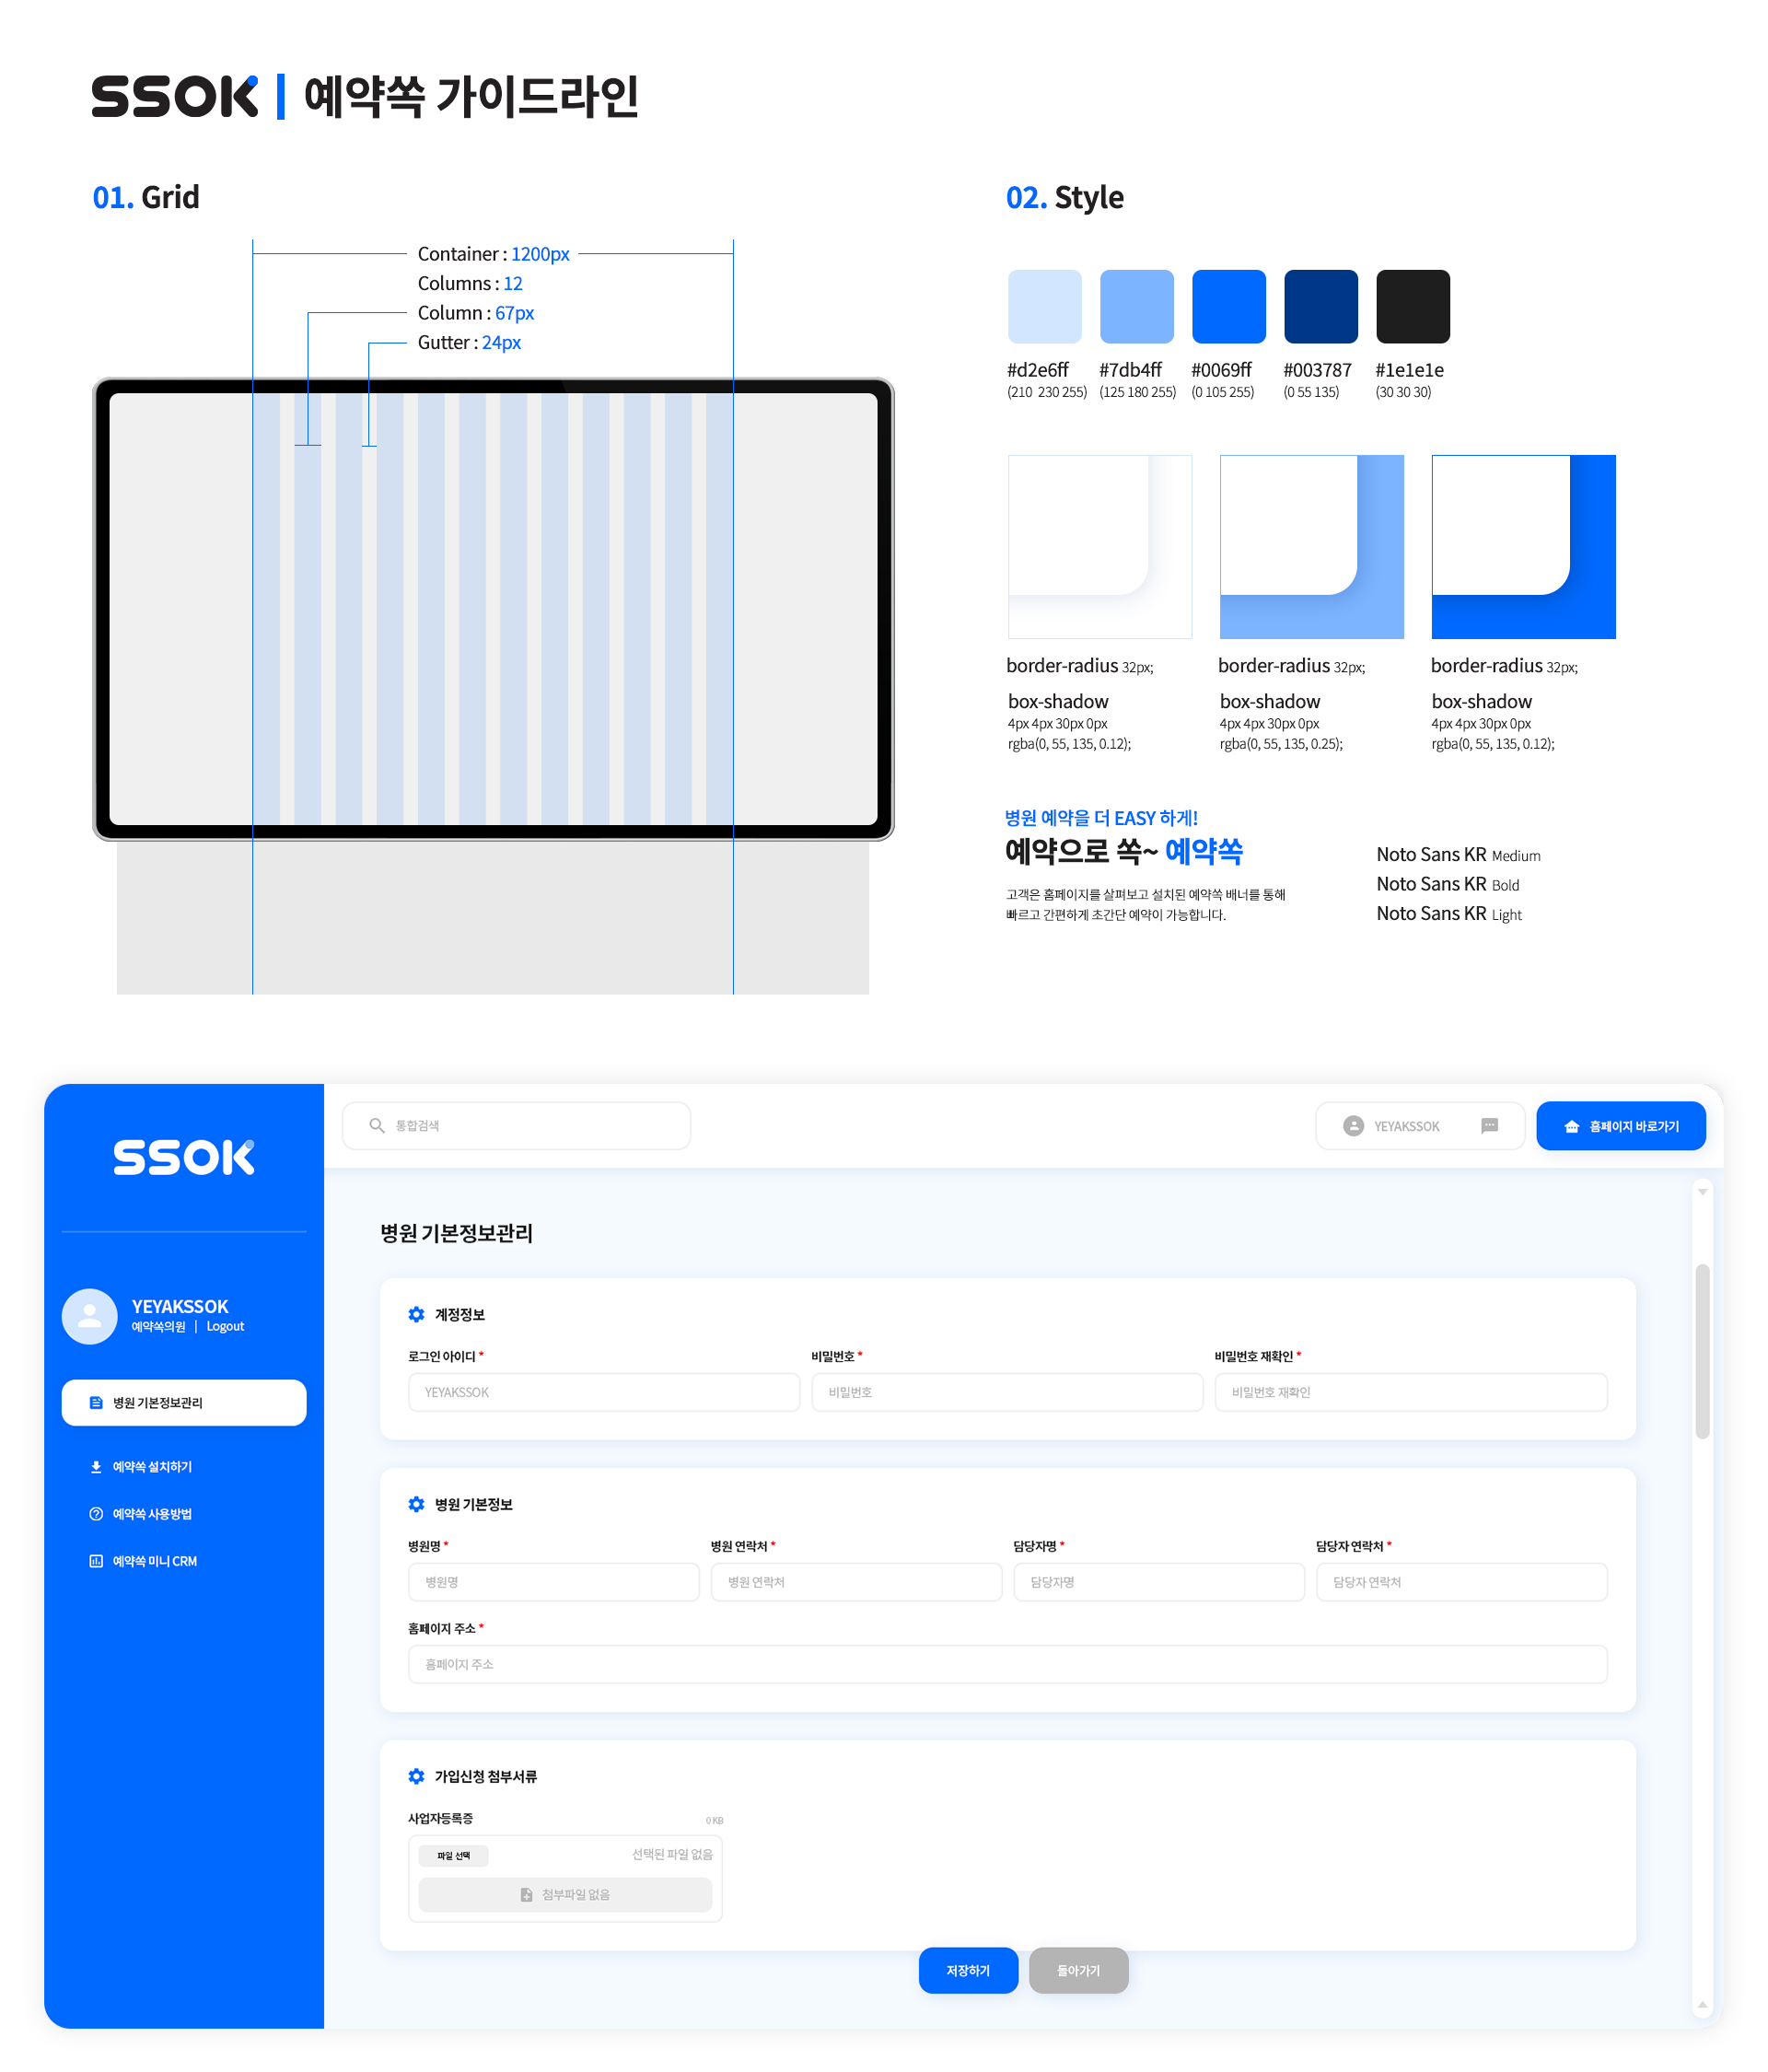 SSOK | 예약쏙 가이드라인
01. Grid
Container : 1200px
Columns : 12
Column : 67px
Gutter : 24px
02. Style
#d2e6ff #7db4ff #0069ff #003787 #1e1e1e
(210 230 255) (125 180 255) (0 105 255) (0 55 135) (30 30 30)
border-radius 32px; border-radius 32px; border-radius 32px;
box-shadow box-shadow box-shadow
4px 4px 30px 0px 4px 4px 30px 0px 4px 4px 30px 0px
rgba(0, 55, 135, 0.12); rgba(0, 55, 135, 0.25); rgba(0, 55, 135, 0.12);
병원 예약을 더 EASY 하게!
예약으로 쏙~ 예약쏙
고객은 홈페이지를 살펴보고 설치된 예약쏙 배너를 통해
빠르고 간편하게 초간단 예약이 가능합니다.
Noto Sans KR Medium
Noto Sans KR Bold
Noto Sans KR Light
SSOK
YEYAKSSOK
예약쏙의원 | Logout
병원 기본정보관리
예약쏙 설치하기
예약쏙 사용방법
예약쏙 미니 CRM
통합검색
YEYAKSSOK
홈페이지 바로가기
병원 기본정보관리
계정정보
로그인 아이디 * 비밀번호 * 비밀번호 재확인 *
YEYAKSSOK 비밀번호 비밀번호 재확인
병원 기본정보
병원명 * 병원 연락처 * 담당자명 * 담당자 연락처 *
병원명 병원 연락처 담당자명 담당자 연락처
홈페이지 주소 *
홈페이지 주소
가입신청 첨부서류
사업자등록증 0 KB
파일 선택 선택된 파일 없음
첨부파일 없음
저장하기 돌아가기